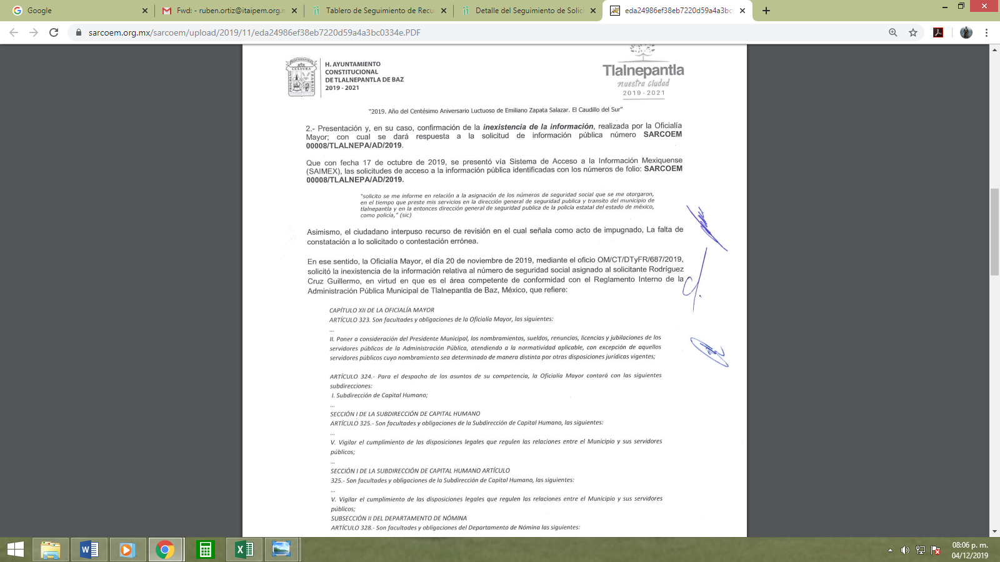 Google
Fwd: - ruben.ortiz@itaipem.org.m
Tablero de Seguimiento de Recu
Detalle del Seguimiento de Solici
eda24986ef38eb7220d59a4a3bc
sarcoem.org.mx/sarcoem/upload/2019/11/eda24986ef38eb7220d59a4a3bc0334e.PDF
H. AYUNTAMIENTO
CONSTITUCIONAL
DE TLALNEPANTLA DE BAZ
2019 - 2021
PROGRESO
CULTURA
TRABAJO
Tlalnepantla
nuestra ciudad
2019 - 2021
"2019. Año del Centésimo Aniversario Luctuoso de Emiliano Zapata Salazar. El Caudillo del Sur"
2.- Presentación y, en su caso, confirmación de la inexistencia de la información, realizada por la Oficialía
Mayor; con cual se dará respuesta a la solicitud de información pública número SARCOEM
00008/TLALNEPA/AD/2019.
Que con fecha 17 de octubre de 2019, se presentó vía Sistema de Acceso a la Información Mexiquense
(SAIMEX), las solicitudes de acceso a la información pública identificadas con los números de folio: SARCOEM
00008/TLALNEPA/AD/2019.
"solicito se me informe en relación a la asignación de los números de seguridad social que se me otorgaron,
en el tiempo que preste mis servicios en la dirección general de seguridad publica y transito del municipio de
tlalnepantla y en la entonces dirección general de seguridad publica de la policía estatal del estado de méxico,
como policía," (sic)
Asimismo, el ciudadano interpuso recurso de revisión en el cual señala como acto de impugnado, La falta de
constatación a lo solicitado o contestación errónea.
En ese sentido, la Oficialía Mayor, el día 20 de noviembre de 2019, mediante el oficio OM/CT/DTyFR/687/2019,
solicitó la inexistencia de la información relativa al número de seguridad social asignado al solicitante Rodríguez
Cruz Guillermo, en virtud en que es el área competente de conformidad con el Reglamento Interno de la
Administración Pública Municipal de Tlalnepantla de Baz, México, que refiere:
CAPÍTULO XII DE LA OFICIALÍA MAYOR
ARTÍCULO 323. Son facultades y obligaciones de la Oficialía Mayor, las siguientes:
...
II. Poner a consideración del Presidente Municipal, los nombramientos, sueldos, renuncias, licencias y jubilaciones de los
servidores públicos de la Administración Pública, atendiendo a la normatividad aplicable, con excepción de aquellos
servidores públicos cuyo nombramiento sea determinado de manera distinta por otras disposiciones jurídicas vigentes;
ARTÍCULO 324.- Para el despacho de los asuntos de su competencia, la Oficialía Mayor contará con las siguientes
subdirecciones:
I. Subdirección de Capital Humano;
...
SECCIÓN I DE LA SUBDIRECCIÓN DE CAPITAL HUMANO
ARTÍCULO 325.- Son facultades y obligaciones de la Subdirección de Capital Humano, las siguientes:
...
V. Vigilar el cumplimiento de las disposiciones legales que regulen las relaciones entre el Municipio y sus servidores
públicos;
...
SECCIÓN I DE LA SUBDIRECCIÓN DE CAPITAL HUMANO ARTÍCULO
325.- Son facultades y obligaciones de la Subdirección de Capital Humano, las siguientes:
...
V. Vigilar el cumplimiento de las disposiciones legales que regulen las relaciones entre el Municipio y sus servidores
públicos;
SUBSECCIÓN II DEL DEPARTAMENTO DE NÓMINA
ARTÍCULO 328.- Son facultades y obligaciones del Departamento de Nómina las siguientes:
08:06 p. m.
04/12/2019